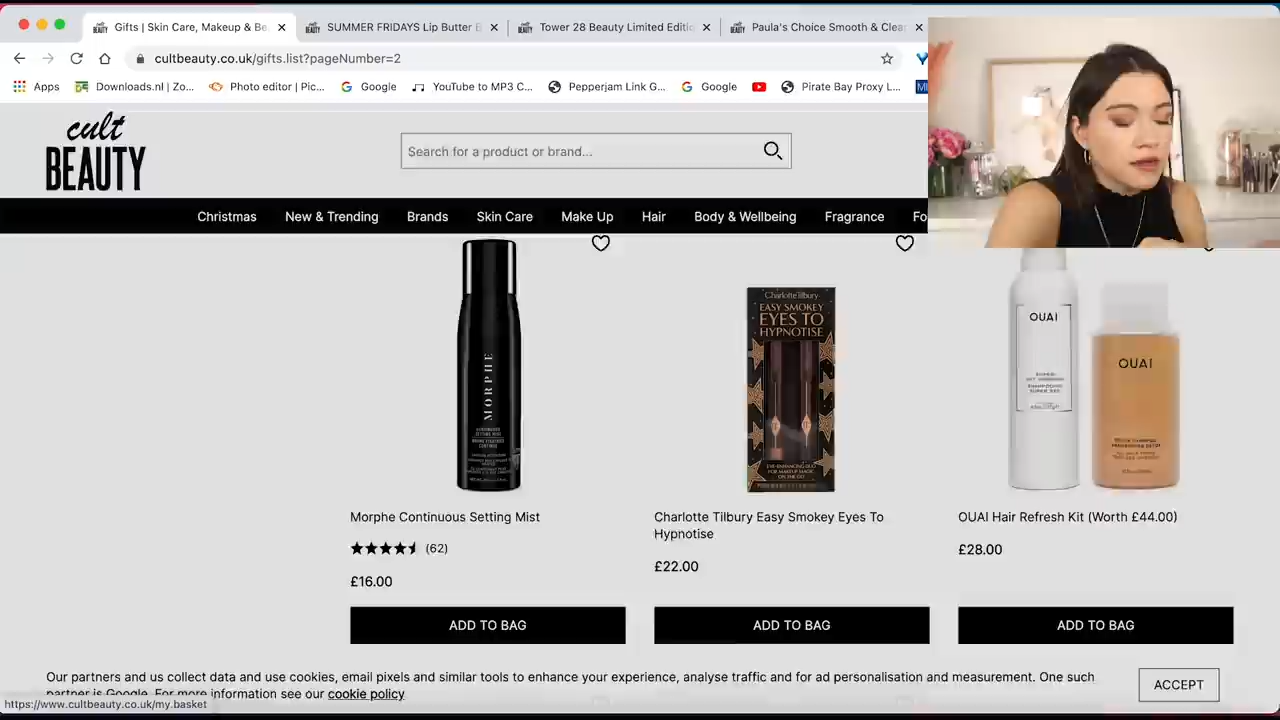 Gifts | Skin Care, Makeup & Be
SUMMER FRIDAYS Lip Butter B
Tower 28 Beauty Limited Editio
Paula's Choice Smooth & Clear
cultbeauty.co.uk/gifts.list?pageNumber=2
Apps
Downloads.nl | Zo...
Photo editor | Pic...
Google
YouTube to MP3 C...
Pepperjam Link G...
Google
Pirate Bay Proxy L...
cult
BEAUTY
Search for a product or brand...
Christmas
New & Trending
Brands
Skin Care
Make Up
Hair
Body & Wellbeing
Fragrance
Fo
MORPHE
Charlotte Tilbury
EASY SMOKEY
EYES TO
HYPNOTISE
OUAI
OUAI
Morphe Continuous Setting Mist
(62)
£16.00
Charlotte Tilbury Easy Smokey Eyes To
Hypnotise
£22.00
OUAI Hair Refresh Kit (Worth £44.00)
£28.00
ADD TO BAG
ADD TO BAG
ADD TO BAG
Our partners and us collect data and use cookies, email pixels and similar tools to enhance your experience, analyse traffic and for ad personalisation and measurement. One such
partner is Google. For more information see our cookie policy
ACCEPT
https://www.cultbeauty.co.uk/my.basket